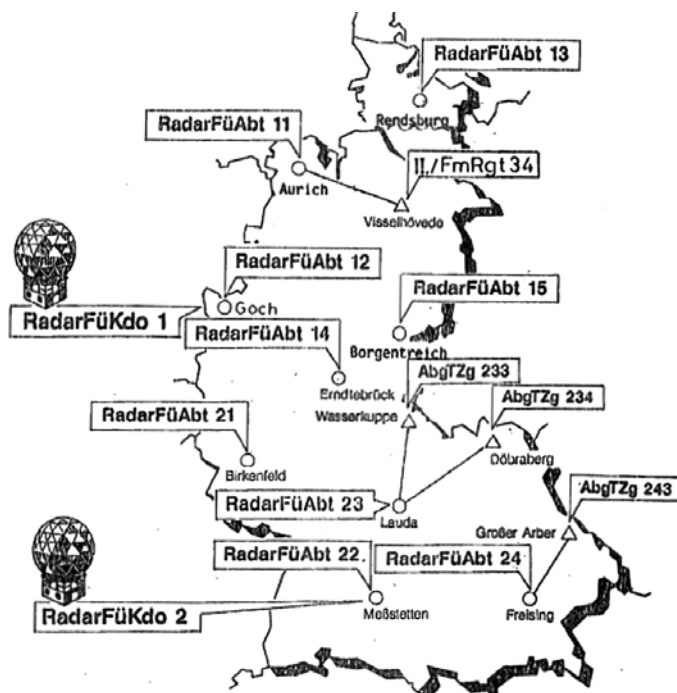 RadarFüAbt 13
Rendsburg
RadarFüAbt 11
Aurich
II./FmRgt 34
Visselhövede
RadarFüAbt 12
Goch
RadarFüKdo 1
RadarFüAbt 15
Borgentreich
RadarFüAbt 14
Erndtebrück
AbgTZg 233
Wasserkuppe
AbgTZg 234
Döbraberg
RadarFüAbt 21
Birkenfeld
RadarFüAbt 23
Lauda
AbgTZg 243
Großer Arber
RadarFüAbt 22
Meßstetten
RadarFüAbt 24
Freising
RadarFüKdo 2